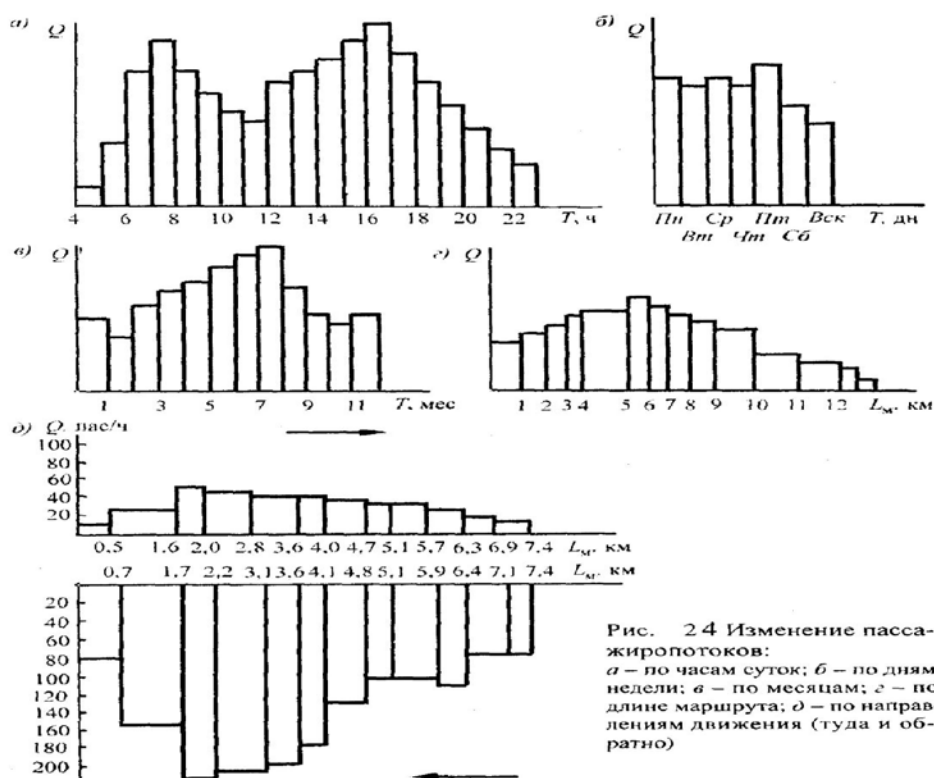 а) Q
4 6 8 10 12 14 16 18 20 22 T, ч
б) Q
Пн Ср Пт Вск T, дн
Вт Чт Сб
в) Q
1 3 5 7 9 11 T, мес
г) Q
1 2 3 4 5 6 7 8 9 10 11 12 Lм, км
д) Q, пас/ч
100
80
60
40
20
0.5 1.6 2,0 2.8 3.6 4.0 4.7 5.1 5.7 6.3 6.9 7.4 Lм, км
0.7 1.7 2,2 3,1 3.6 4.1 4.8 5.1 5.9 6.4 7.1 7.4 Lм, км
20
40
60
80
100
120
140
160
180
200
Рис. 24 Изменение пасса-
жиропотоков:
а – по часам суток; б – по дням
недели; в – по месяцам; г – по
длине маршрута; д – по направ-
лениям движения (туда и об-
ратно)